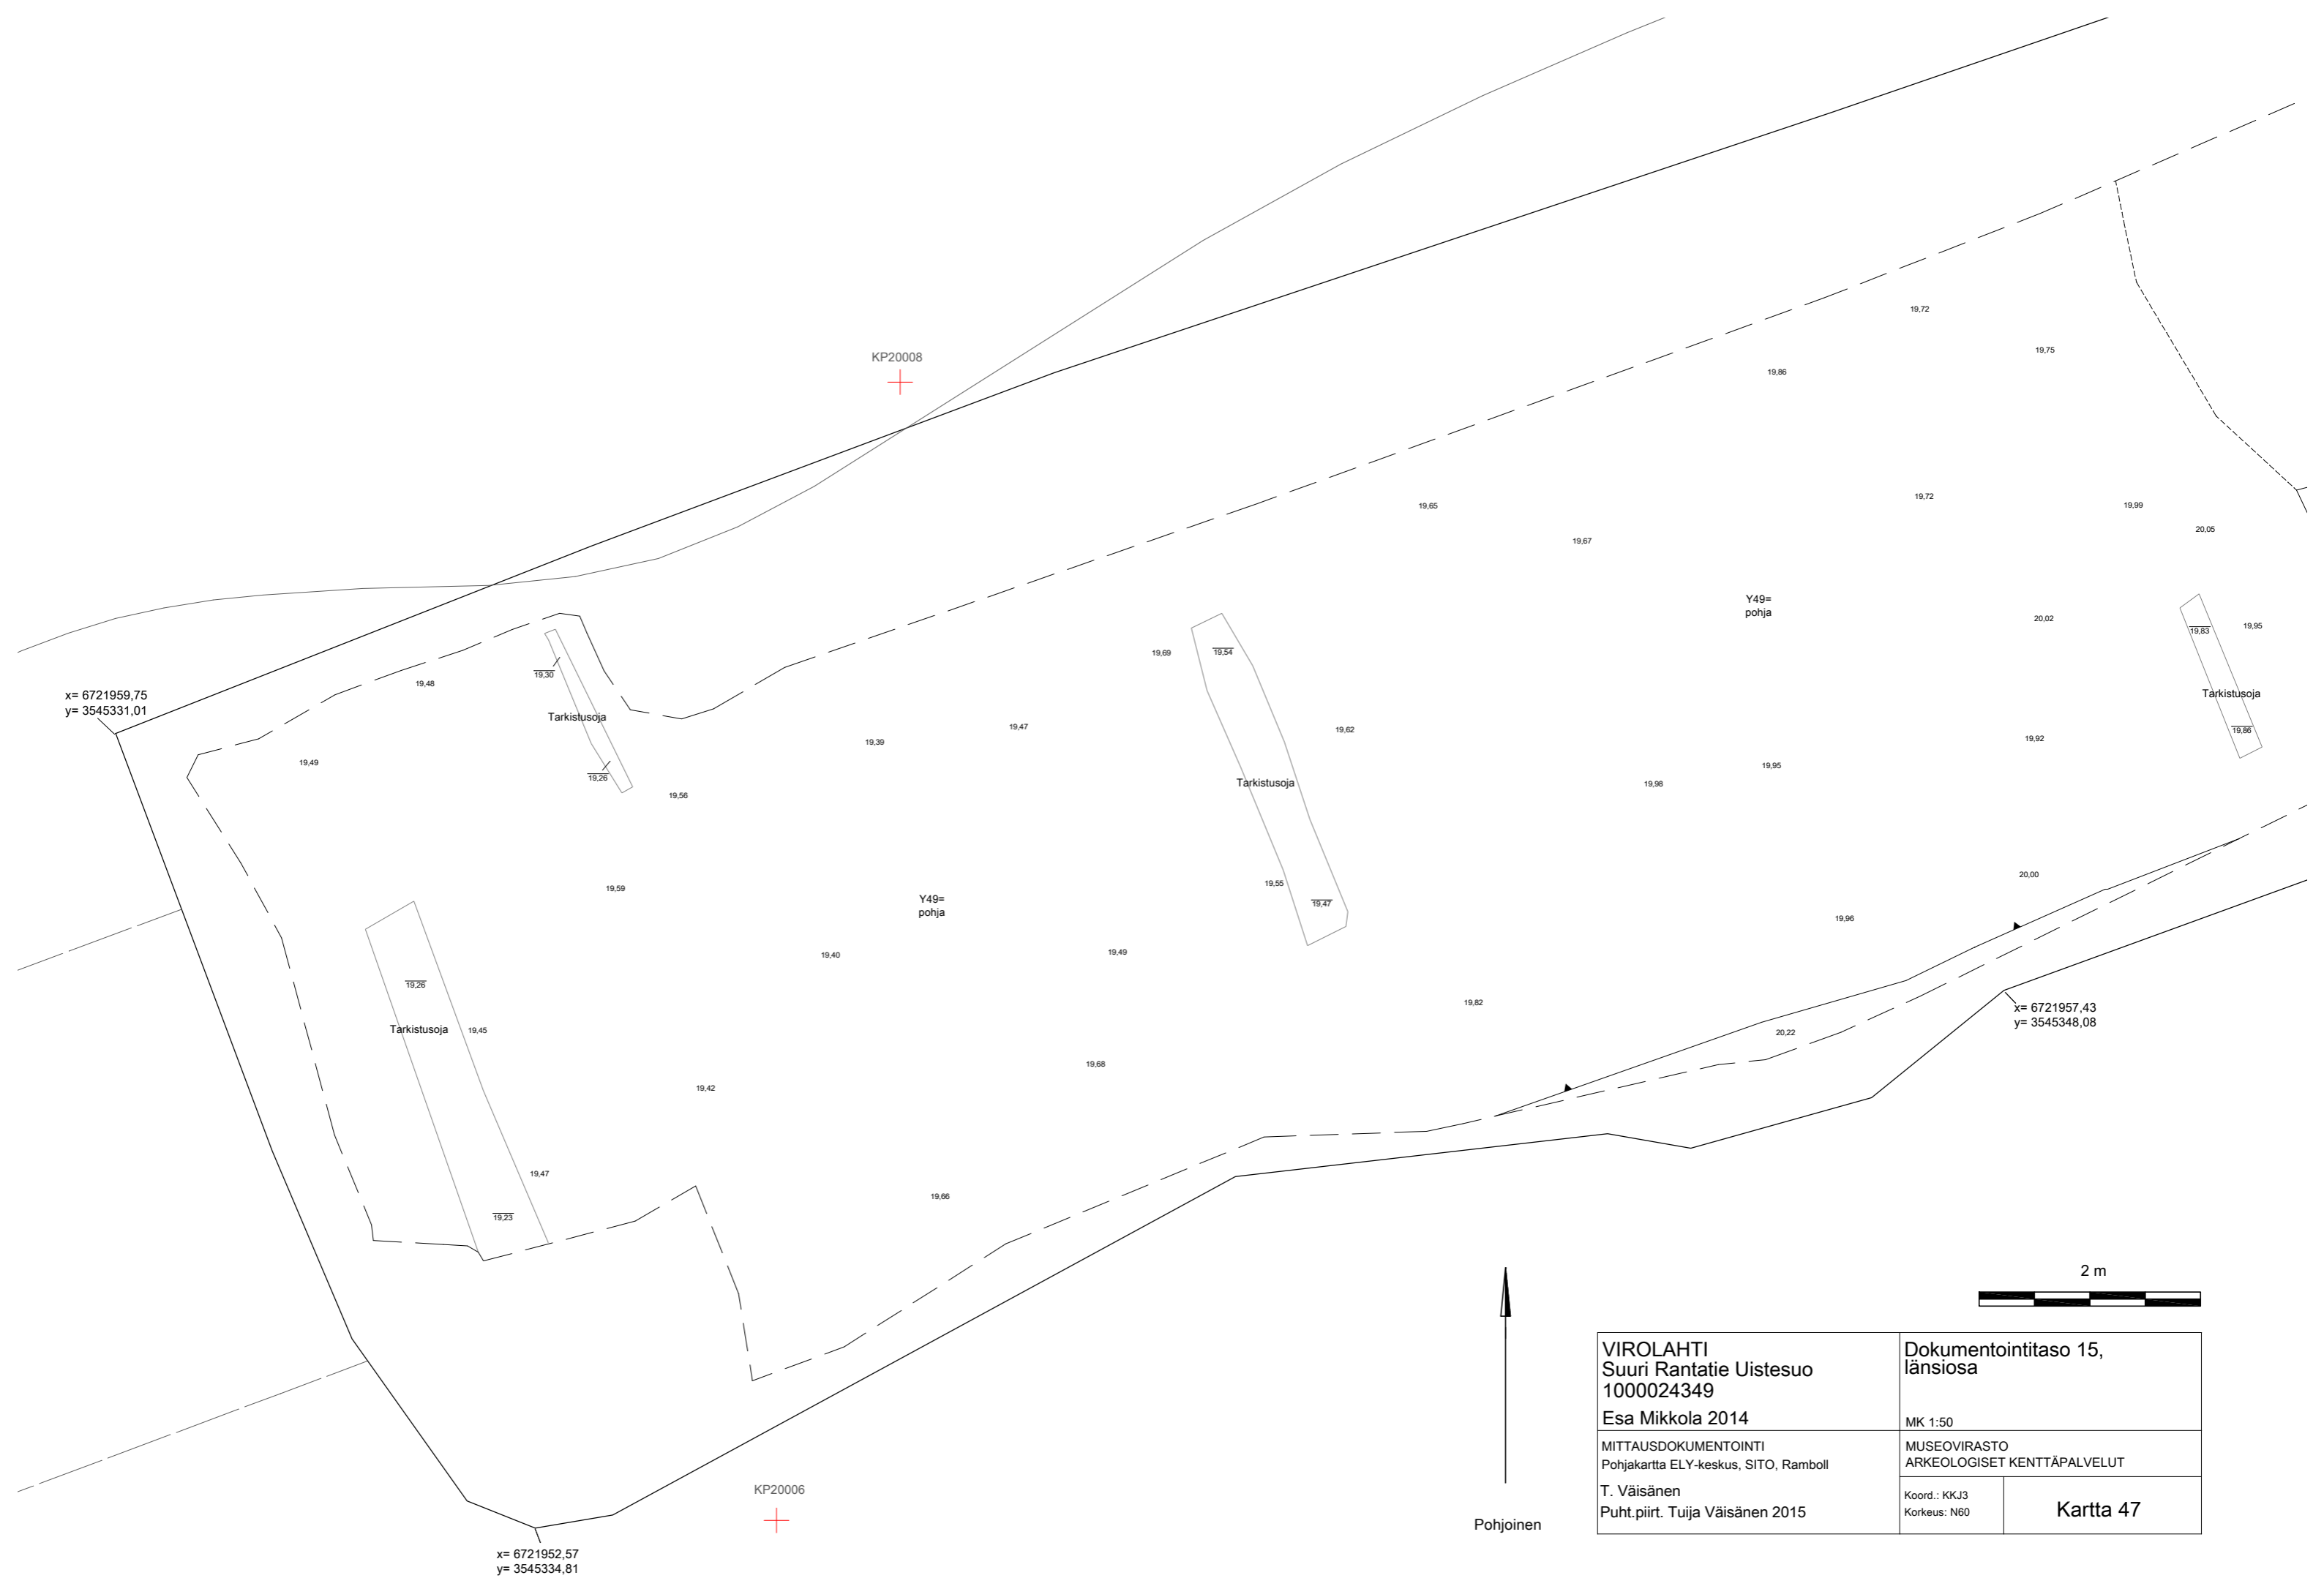 19,72
19,75
KP20008
19,86
19,72
19,99
19,65
20,05
19,67
Y49=
pohja
20,02
19,95
19,83
19,69
19,54
19,30
19,48
x= 6721959,75
y= 3545331,01
Tarkistusoja
Tarkistusoja
19,47
19,62
19,86
19,39
19,92
19,49
19,95
19,26
Tarkistusoja
19,98
19,56
20,00
19,55
19,59
Y49=
pohja
19,47
19,96
19,49
19,40
19,26
19,82
x= 6721957,43
y= 3545348,08
Tarkistusoja
19,45
20,22
19,68
19,42
19,47
19,66
19,23
2 m
VIROLAHTI
Suuri Rantatie Uistesuo
1000024349
Esa Mikkola 2014
Dokumentointitaso 15,
länsiosa
MK 1:50
MITTAUSDOKUMENTOINTI
Pohjakartta ELY-keskus, SITO, Ramboll
T. Väisänen
Puht.piirt. Tuija Väisänen 2015
MUSEOVIRASTO
ARKEOLOGISET KENTTÄPALVELUT
Koord.: KKJ3
Korkeus: N60
Kartta 47
KP20006
Pohjoinen
x= 6721952,57
y= 3545334,81